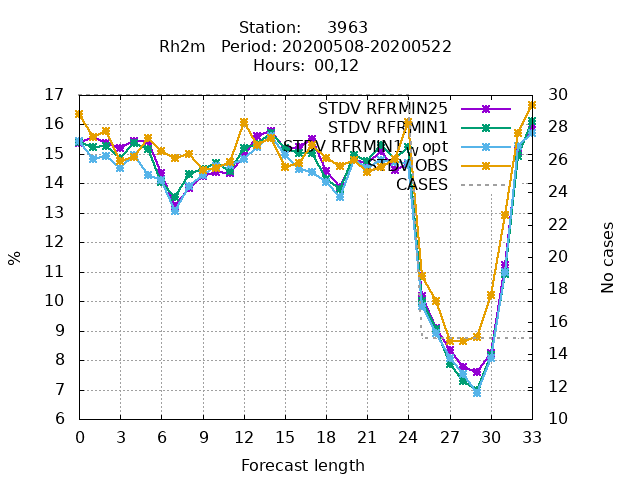 Station: 3963
Rh2m Period: 20200508-20200522
Hours: 00,12
STDV RFRMIN25
STDV RFRMIN1
STDV RFRMIN1 w opt
STDV OBS
CASES
17
16
15
14
13
12
11
10
9
8
7
6
%
30
28
26
24
22
20
18
16
14
12
10
No cases
0 3 6 9 12 15 18 21 24 27 30 33
Forecast length